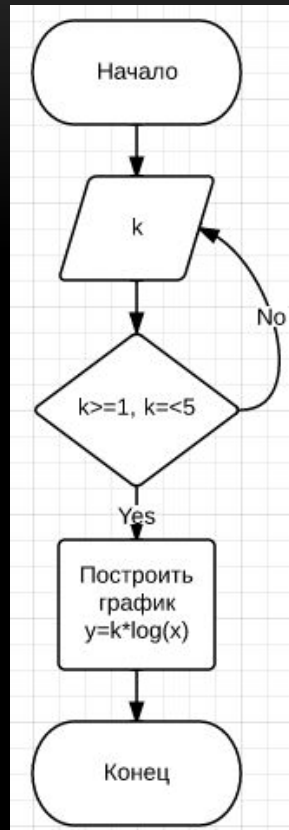 Начало
k
No
k>=1, k=<5
Yes
Построить
график
y=k*log(x)
Конец